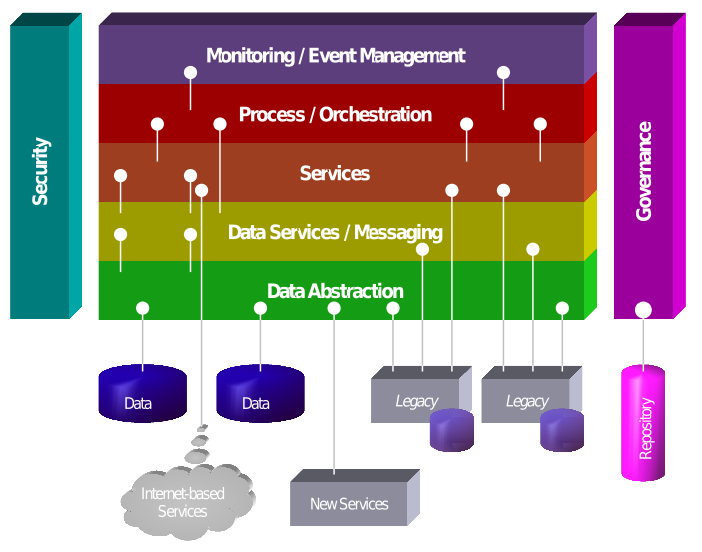 Monitoring / Event Management
Process / Orchestration
Services
Data Services / Messaging
Data Abstraction
Security
Governance
Data
Data
Legacy
Legacy
Repository
Internet-based
Services
New Services